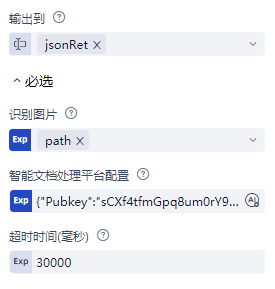 输出到
jsonRet
必选
识别图片
Exp path
智能文档处理平台配置
Exp {"Pubkey":"sCXf4tfmGpq8um0rY9...
超时时间(毫秒)
Exp 30000